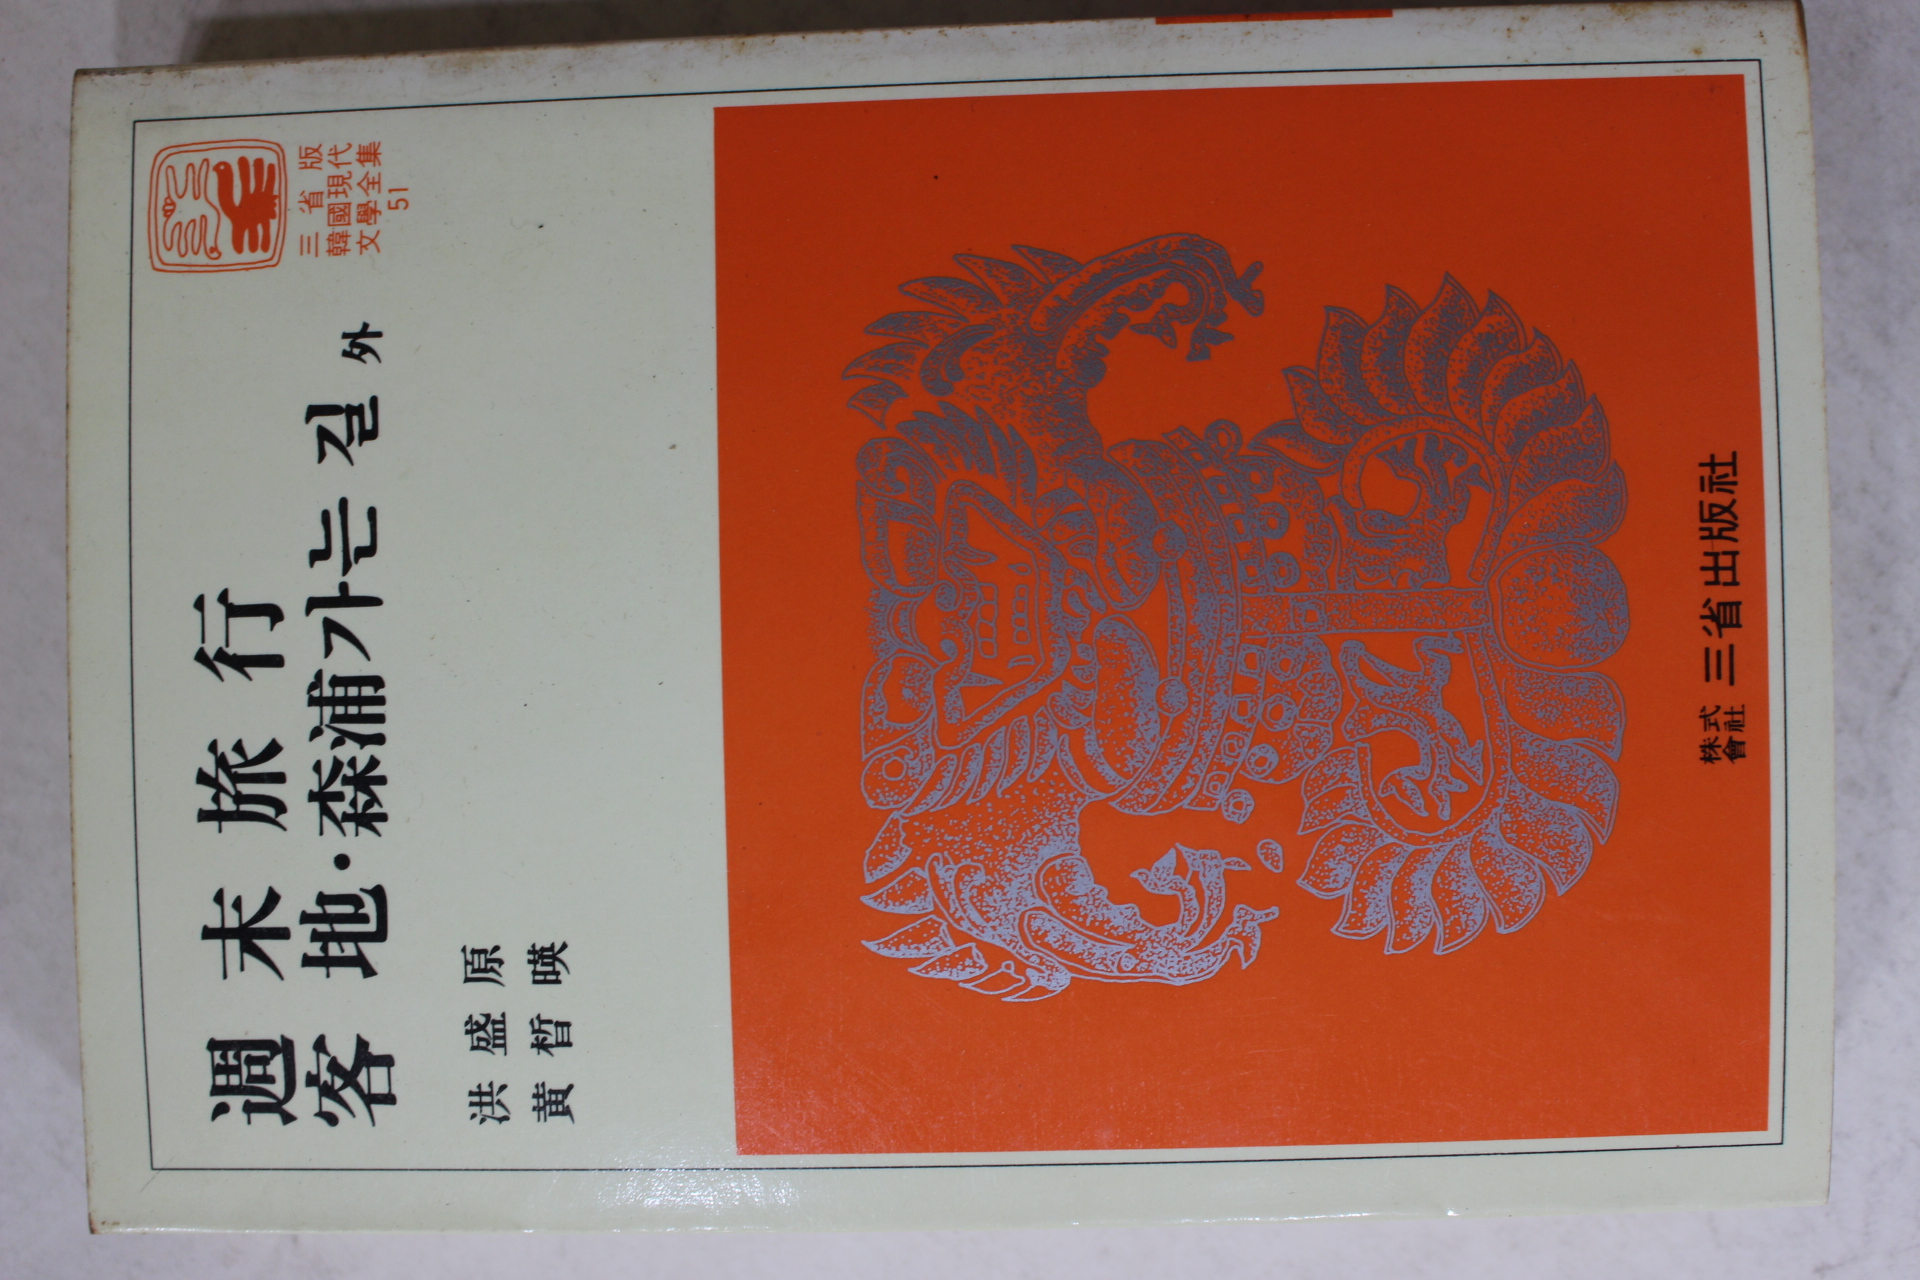 三省版
韓國現代
文學全集
51
週末旅行
客地·森浦가는 길 外
洪盛原
黃晳暎
株式會社 三省出版社